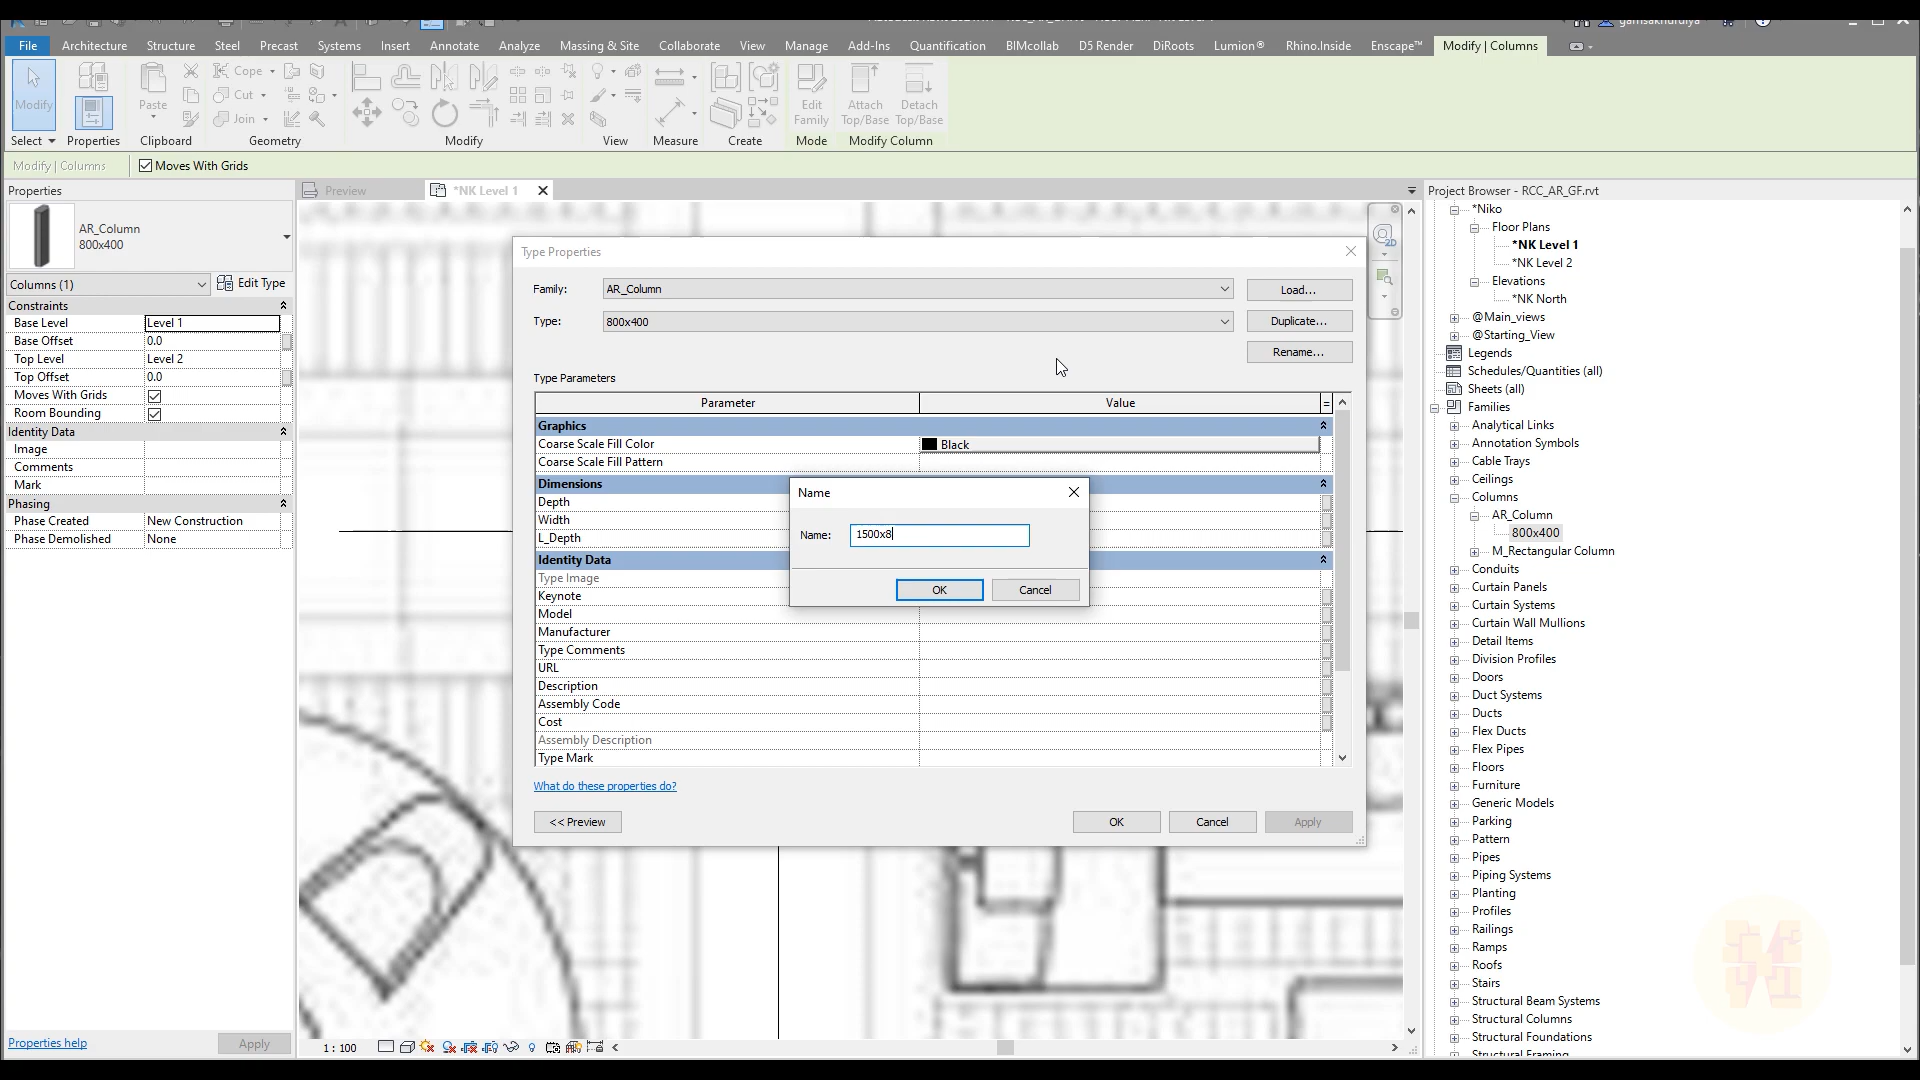 File Architecture Structure Steel Precast Systems Insert Annotate Analyze Massing & Site Collaborate View Manage Add-Ins Quantification BIMcollab D5 Render DiRoots Lumion® Rhino.Inside Enscape™ Modify | Columns
Modify
Paste
Cope
Cut
Join
Edit Family
Attach Top/Base
Detach Top/Base
Select Properties Clipboard Geometry Modify View Measure Create Mode Modify Column
Modify | Columns Moves With Grids
Properties
AR_Column
800x400
Columns (1) Edit Type
Constraints
Base Level Level 1
Base Offset 0.0
Top Level Level 2
Top Offset 0.0
Moves With Grids
Room Bounding
Identity Data
Image
Comments
Mark
Phasing
Phase Created New Construction
Phase Demolished None
Properties help Apply
Preview *NK Level 1
2D
Type Properties
Family: AR_Column Load...
Type: 800x400 Duplicate...
Rename...
Type Parameters
Parameter Value =
Graphics
Coarse Scale Fill Color Black
Coarse Scale Fill Pattern
Dimensions
Depth
Width
L_Depth
Identity Data
Type Image
Keynote
Model
Manufacturer
Type Comments
URL
Description
Assembly Code
Cost
Assembly Description
Type Mark
What do these properties do?
<< Preview OK Cancel Apply
Name
Name: 1500x8
OK Cancel
1 : 100
Project Browser - RCC_AR_GF.rvt
*Niko
Floor Plans
*NK Level 1
*NK Level 2
Elevations
*NK North
@Main_views
@Starting_View
Legends
Schedules/Quantities (all)
Sheets (all)
Families
Analytical Links
Annotation Symbols
Cable Trays
Ceilings
Columns
AR_Column
800x400
M_Rectangular Column
Conduits
Curtain Panels
Curtain Systems
Curtain Wall Mullions
Detail Items
Division Profiles
Doors
Duct Systems
Ducts
Flex Ducts
Flex Pipes
Floors
Furniture
Generic Models
Parking
Pattern
Pipes
Piping Systems
Planting
Profiles
Railings
Ramps
Roofs
Stairs
Structural Beam Systems
Structural Columns
Structural Foundations
Structural Framing